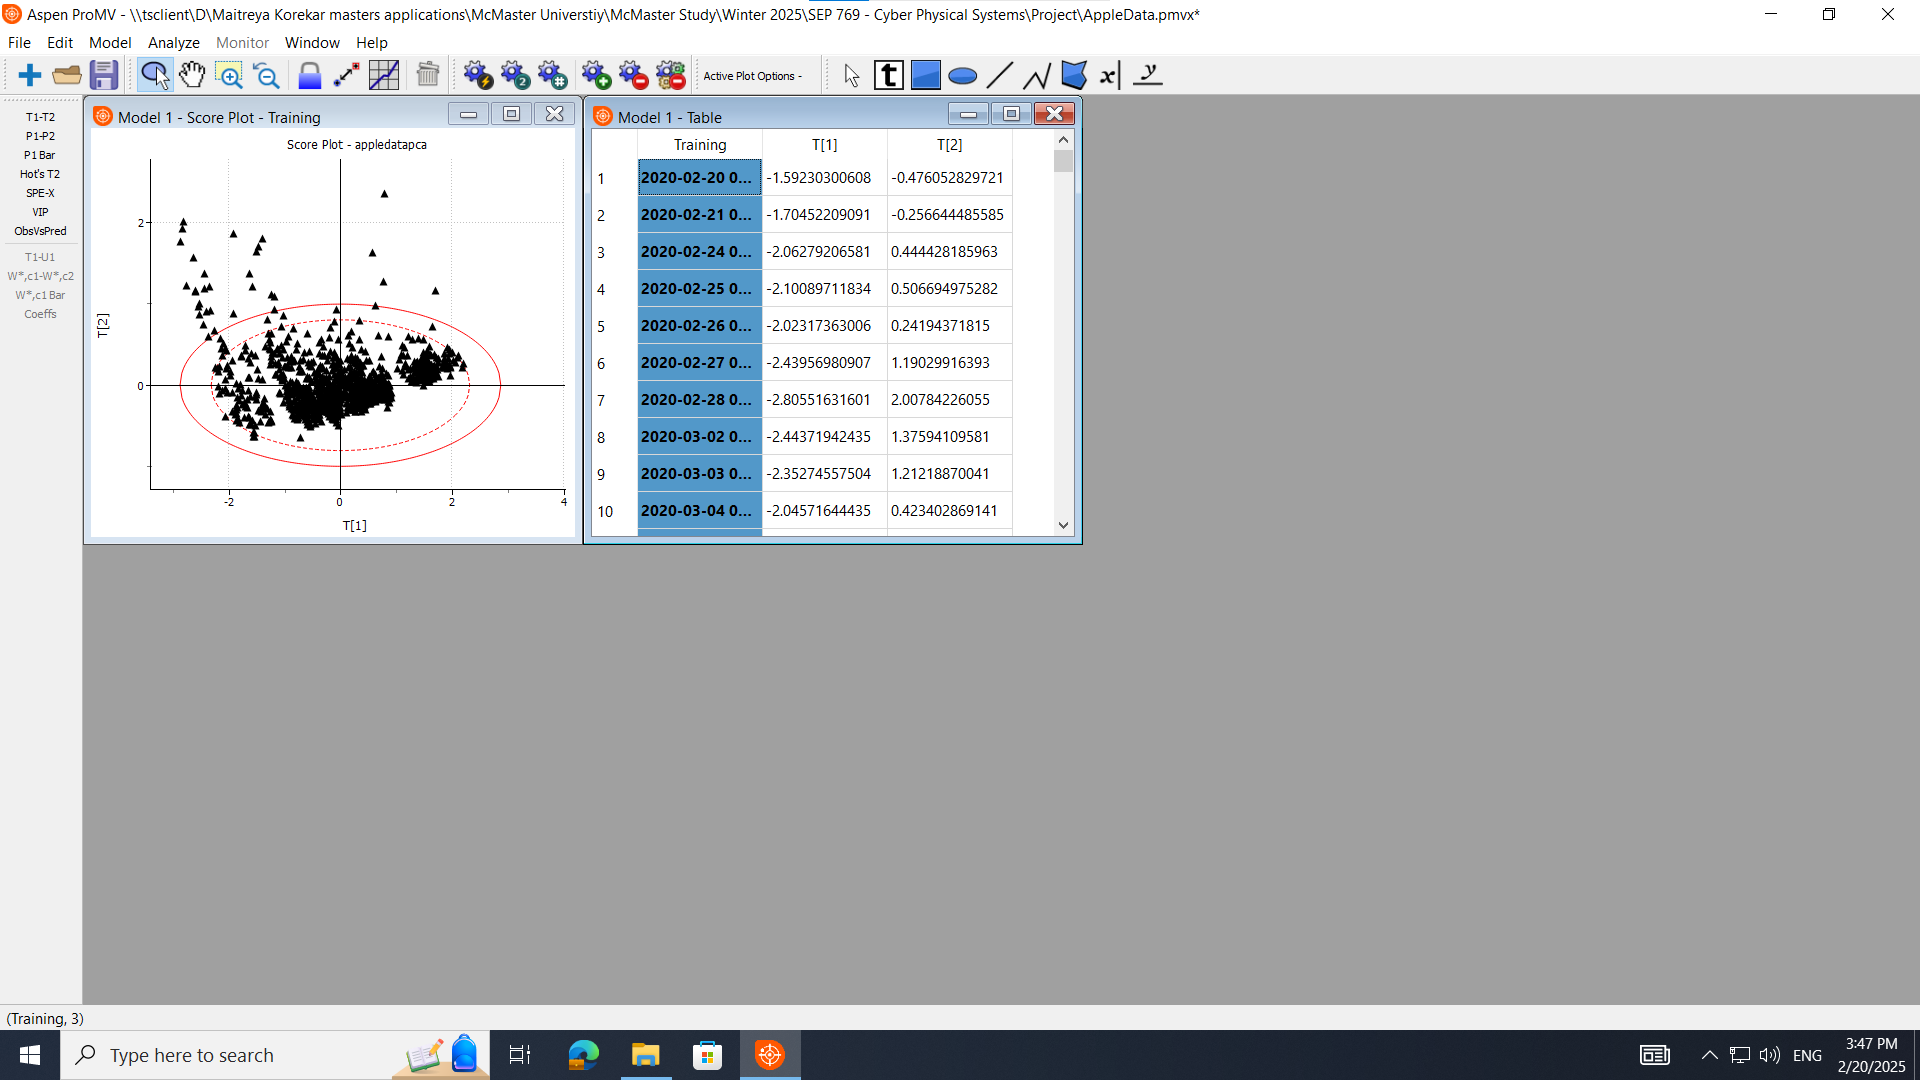 Aspen ProMV - \\tsclient\D\Maitreya Korekar masters applications\McMaster Universtiy\McMaster Study\Winter 2025\SEP 769 - Cyber Physical Systems\Project\AppleData.pmvx*
File Edit Model Analyze Monitor Window Help
2 # Active Plot Options - t x y
T1-T2
P1-P2
P1 Bar
Hot's T2
SPE-X
VIP
ObsVsPred
T1-U1
W*,c1-W*,c2
W*,c1 Bar
Coeffs
Model 1 - Score Plot - Training
Score Plot - appledatapca
2
0
T[2]
-2 0 2 4
T[1]
Model 1 - Table
Training T[1] T[2]
1 2020-02-20 0... -1.59230300608 -0.476052829721
2 2020-02-21 0... -1.70452209091 -0.256644485585
3 2020-02-24 0... -2.06279206581 0.444428185963
4 2020-02-25 0... -2.10089711834 0.506694975282
5 2020-02-26 0... -2.02317363006 0.24194371815
6 2020-02-27 0... -2.43956980907 1.19029916393
7 2020-02-28 0... -2.80551631601 2.00784226055
8 2020-03-02 0... -2.44371942435 1.37594109581
9 2020-03-03 0... -2.35274557504 1.21218870041
10 2020-03-04 0... -2.04571644435 0.423402869141
(Training, 3)
Type here to search
ENG
3:47 PM
2/20/2025